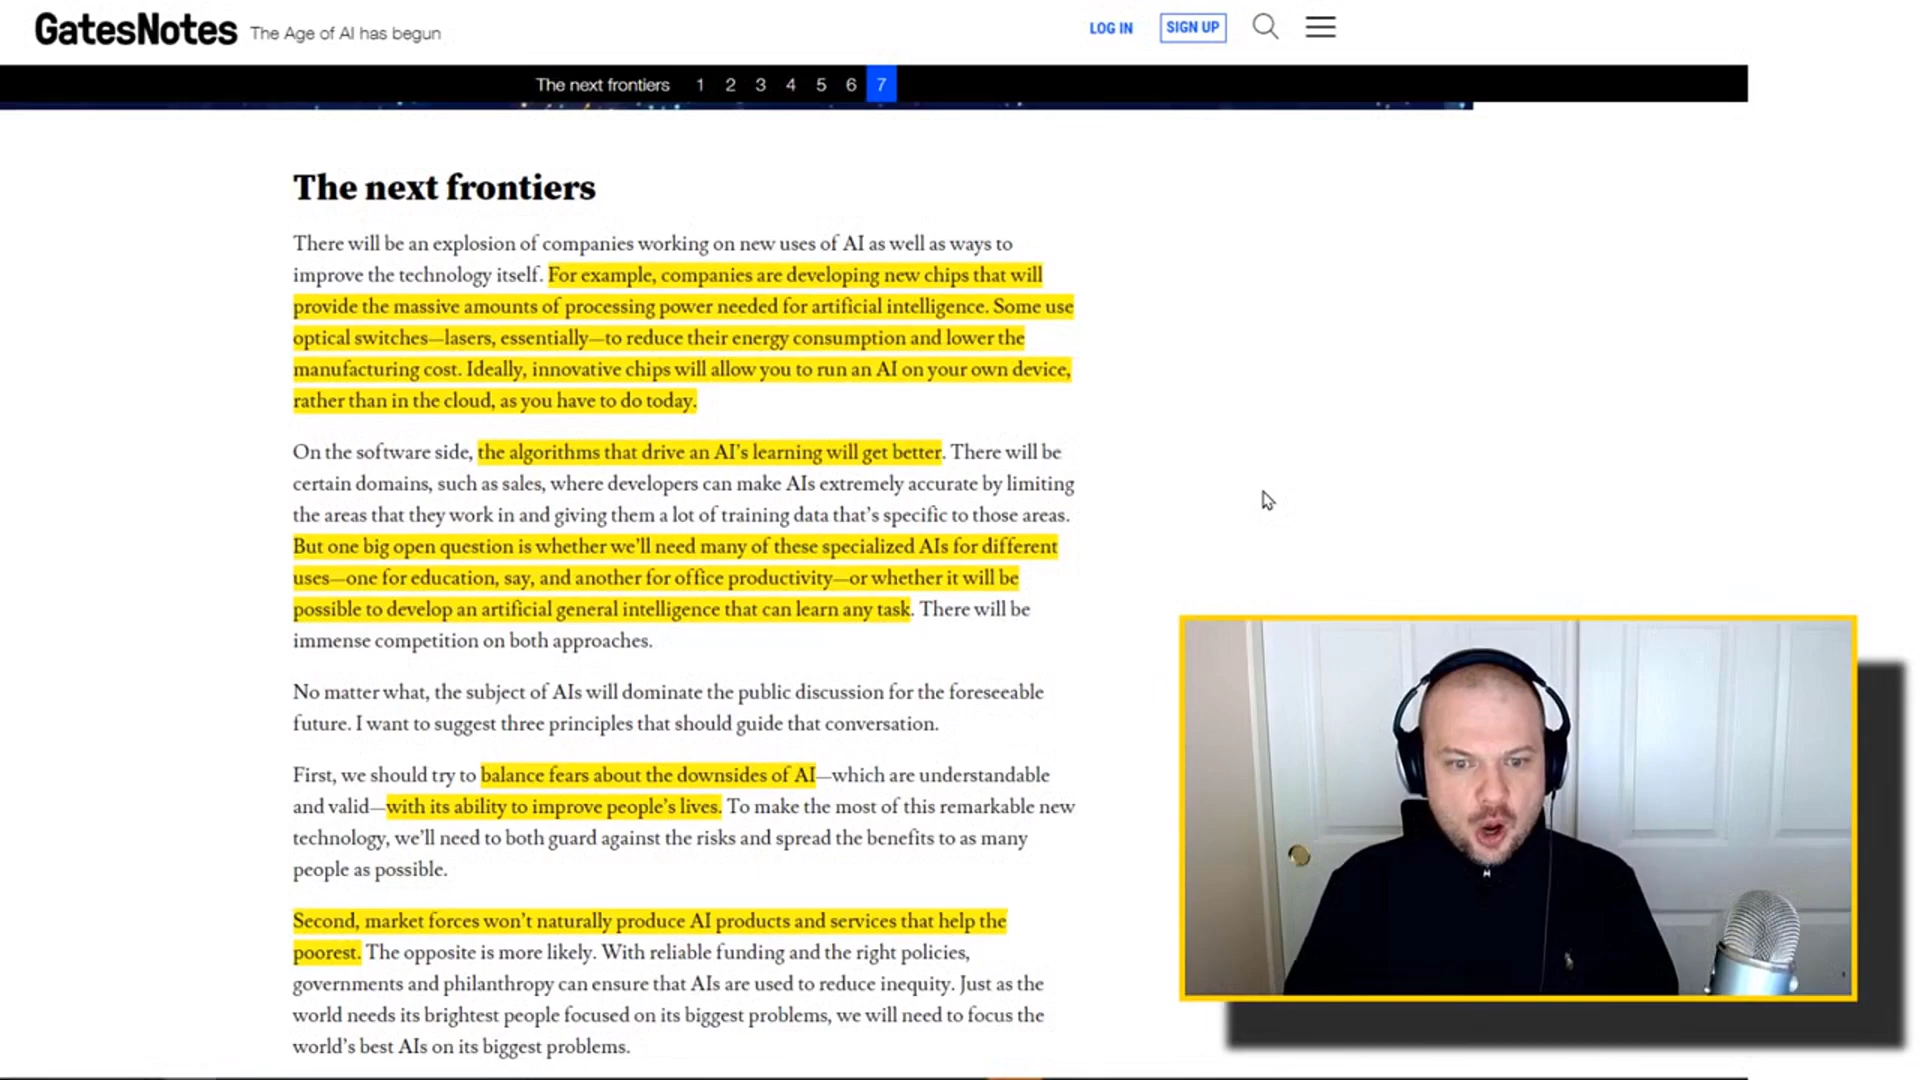 GatesNotes The Age of AI has begun LOG IN SIGN UP
The next frontiers 1 2 3 4 5 6 7
The next frontiers
There will be an explosion of companies working on new uses of AI as well as ways to
improve the technology itself. For example, companies are developing new chips that will
provide the massive amounts of processing power needed for artificial intelligence. Some use
optical switches—lasers, essentially—to reduce their energy consumption and lower the
manufacturing cost. Ideally, innovative chips will allow you to run an AI on your own device,
rather than in the cloud, as you have to do today.
On the software side, the algorithms that drive an AI’s learning will get better. There will be
certain domains, such as sales, where developers can make AIs extremely accurate by limiting
the areas that they work in and giving them a lot of training data that’s specific to those areas.
But one big open question is whether we’ll need many of these specialized AIs for different
uses—one for education, say, and another for office productivity—or whether it will be
possible to develop an artificial general intelligence that can learn any task. There will be
immense competition on both approaches.
No matter what, the subject of AIs will dominate the public discussion for the foreseeable
future. I want to suggest three principles that should guide that conversation.
First, we should try to balance fears about the downsides of AI—which are understandable
and valid—with its ability to improve people’s lives. To make the most of this remarkable new
technology, we’ll need to both guard against the risks and spread the benefits to as many
people as possible.
Second, market forces won’t naturally produce AI products and services that help the
poorest. The opposite is more likely. With reliable funding and the right policies,
governments and philanthropy can ensure that AIs are used to reduce inequity. Just as the
world needs its brightest people focused on its biggest problems, we will need to focus the
world’s best AIs on its biggest problems.